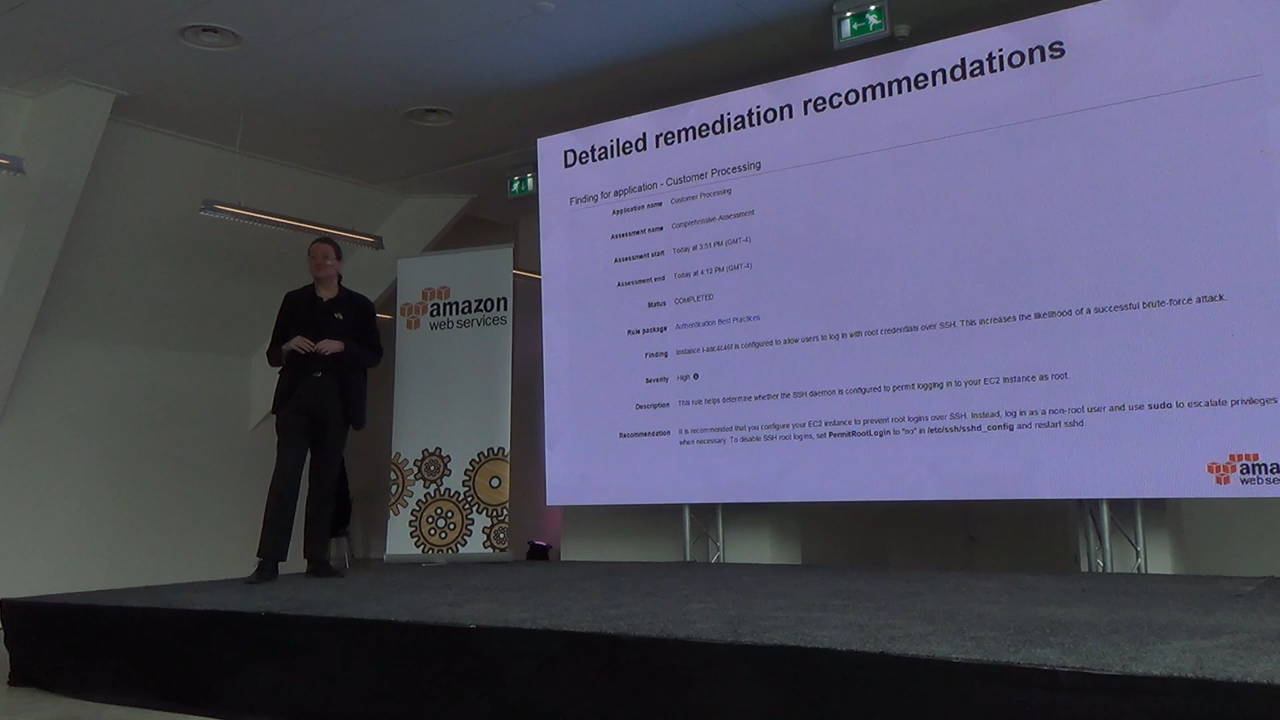 Detailed remediation recommendations
Finding for application - Customer Processing
Application name Customer Processing
Assessment name Comprehensive-Assessment
Assessment start Today at 3:51 PM (GMT-4)
Assessment end Today at 4:12 PM (GMT-4)
Status COMPLETED
Rule package Authentication Best Practices
Finding Instance is configured to allow users to log in with root credentials over SSH. This increases the likelihood of a successful brute-force attack.
Severity High
Description This rule helps determine whether the SSH daemon is configured to permit logging in to your EC2 instance as root.
Recommendation It is recommended that you configure your EC2 instance to prevent root logins over SSH. Instead, log in as a non-root user and use sudo to escalate privileges
when necessary. To disable SSH root logins, set PermitRootLogin to "no" in /etc/ssh/sshd_config and restart sshd
amazon
web services
ama
web se